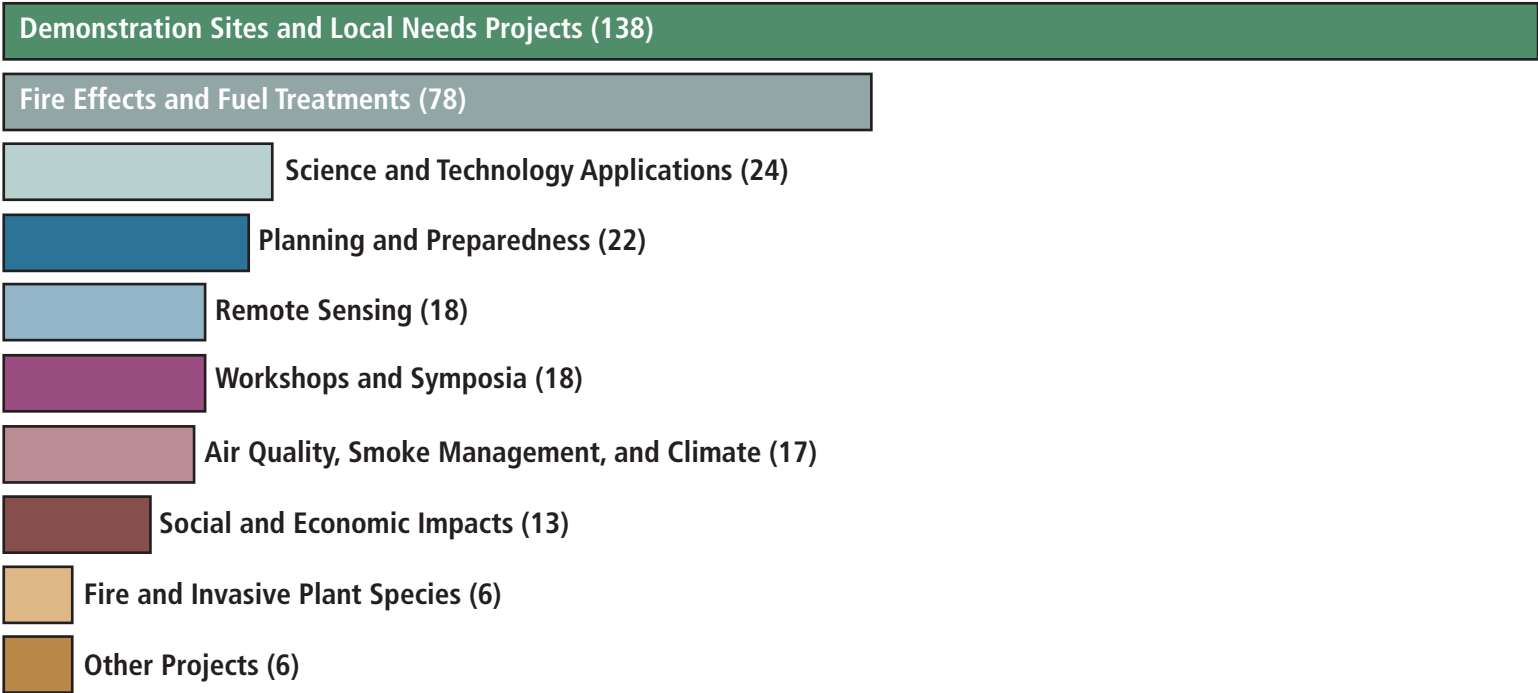 Demonstration Sites and Local Needs Projects (138)
Fire Effects and Fuel Treatments (78)
Science and Technology Applications (24)
Planning and Preparedness (22)
Remote Sensing (18)
Workshops and Symposia (18)
Air Quality, Smoke Management, and Climate (17)
Social and Economic Impacts (13)
Fire and Invasive Plant Species (6)
Other Projects (6)